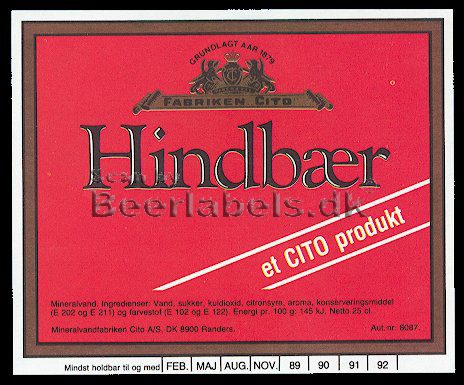 GRUNDLAGT AAR 1879
FABRIKEN CITO
Hindbær
Scan by
Beerlabels.dk
et CITO produkt
Mineralvand. Ingredienser: Vand, sukker, kuldioxid, citronsyre, aroma, konserveringsmiddel
(E 202 og E 211) og farvestof (E 102 og E 122). Energi pr. 100 g: 145 kJ. Netto 25 cl.
Mineralvandfabriken Cito A/S, DK 8900 Randers. Aut.nr. 6087.
Mindst holdbar til og med FEB. MAJ AUG. NOV. 89 90 91 92